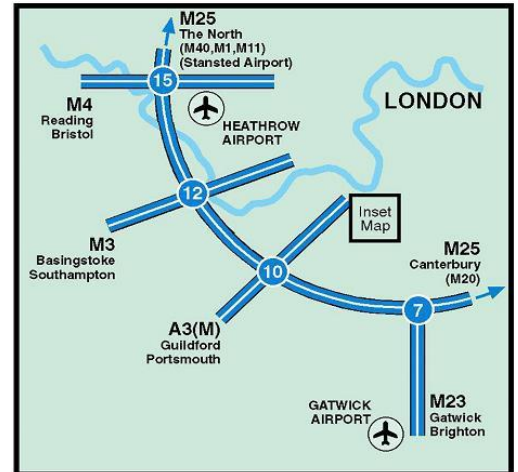 M25
The North
(M40,M1,M11)
(Stansted Airport)
15
M4
Reading
Bristol
LONDON
HEATHROW
AIRPORT
12
Inset
Map
M3
Basingstoke
Southampton
10
M25
Canterbury
(M20)
7
A3(M)
Guildford
Portsmouth
GATWICK
AIRPORT
M23
Gatwick
Brighton